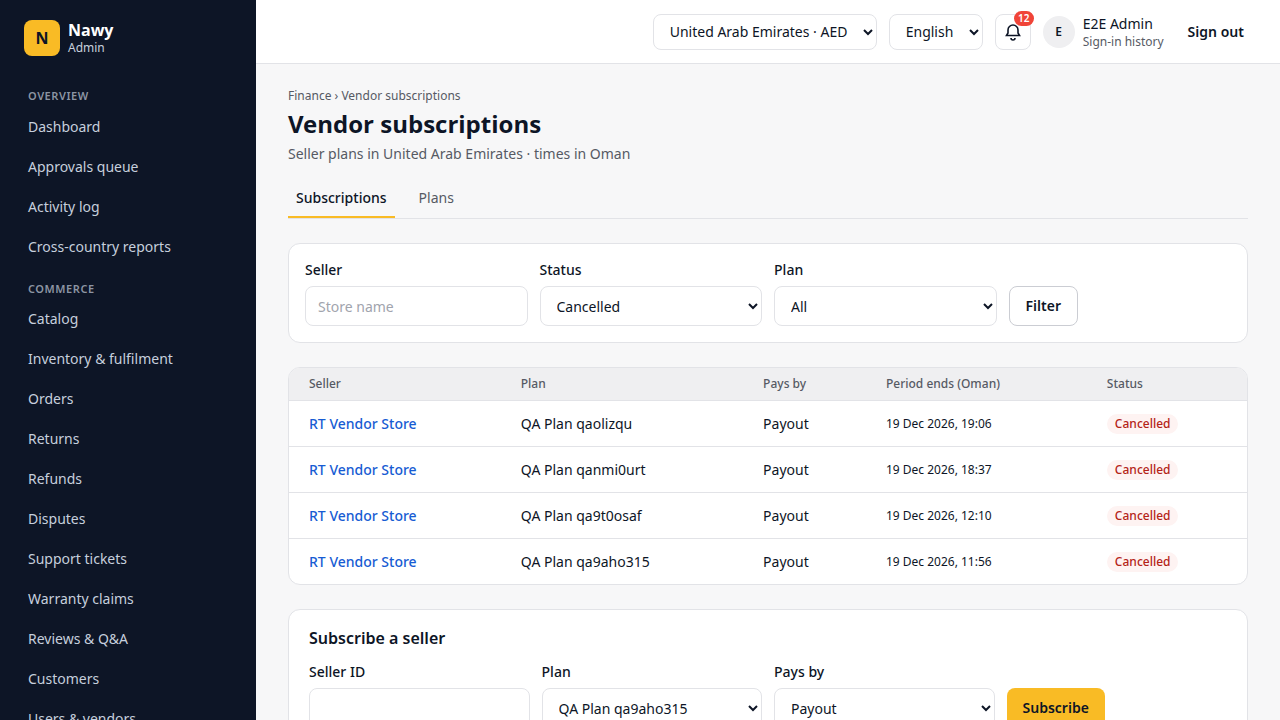 N
Nawy
Admin
OVERVIEW
Dashboard
Approvals queue
Activity log
Cross-country reports
COMMERCE
Catalog
Inventory & fulfilment
Orders
Returns
Refunds
Disputes
Support tickets
Warranty claims
Reviews & Q&A
Customers
Users & vendors
United Arab Emirates · AED
English
12
E
E2E Admin
Sign-in history
Sign out
Finance › Vendor subscriptions
Vendor subscriptions
Seller plans in United Arab Emirates · times in Oman
Subscriptions Plans
Seller Status Plan
Store name Cancelled All Filter
Seller Plan Pays by Period ends (Oman) Status
RT Vendor Store QA Plan qaolizqu Payout 19 Dec 2026, 19:06 Cancelled
RT Vendor Store QA Plan qanmi0urt Payout 19 Dec 2026, 18:37 Cancelled
RT Vendor Store QA Plan qa9t0osaf Payout 19 Dec 2026, 12:10 Cancelled
RT Vendor Store QA Plan qa9aho315 Payout 19 Dec 2026, 11:56 Cancelled
Subscribe a seller
Seller ID Plan Pays by
QA Plan qa9aho315 Payout Subscribe